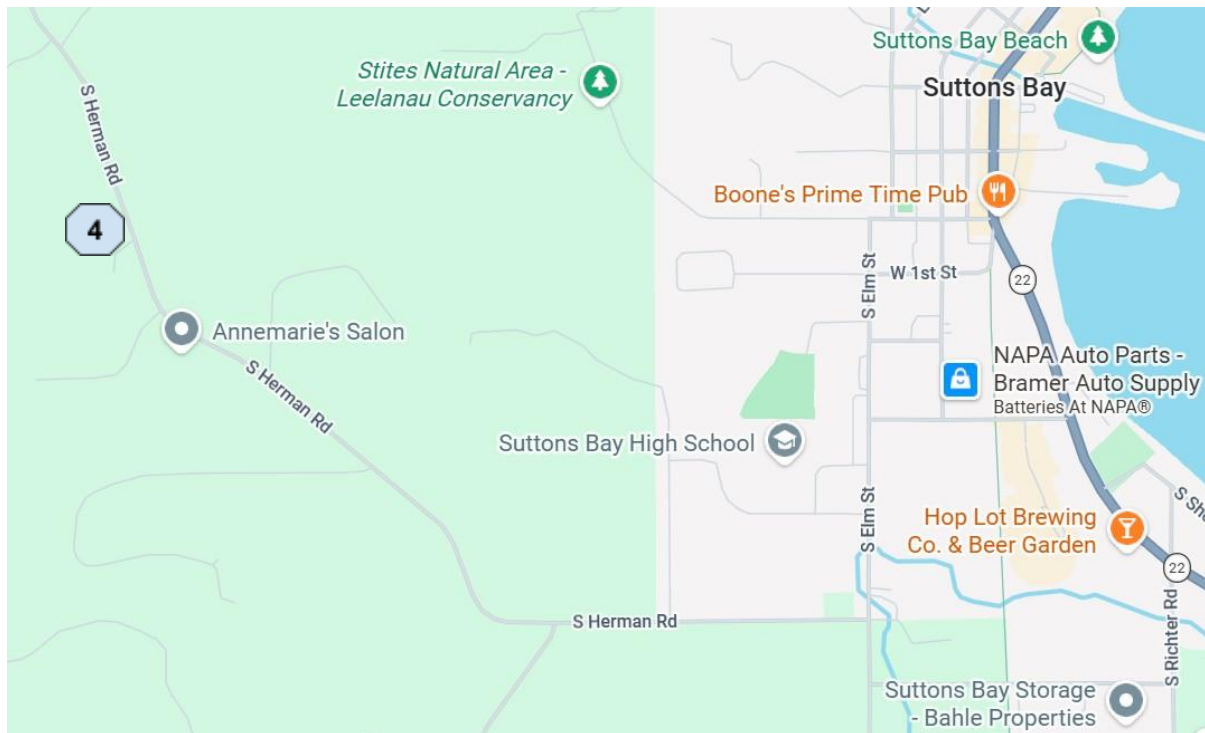 Suttons Bay Beach
Stites Natural Area -
Leelanau Conservancy
Suttons Bay
S Herman Rd
Boone's Prime Time Pub
4
W 1st St
S Elm St
22
Annemarie's Salon
NAPA Auto Parts -
Bramer Auto Supply
Batteries At NAPA®
S Herman Rd
Suttons Bay High School
S Elm St
S Sho
Hop Lot Brewing
Co. & Beer Garden
22
S Herman Rd
S Richter Rd
Suttons Bay Storage
- Bahle Properties